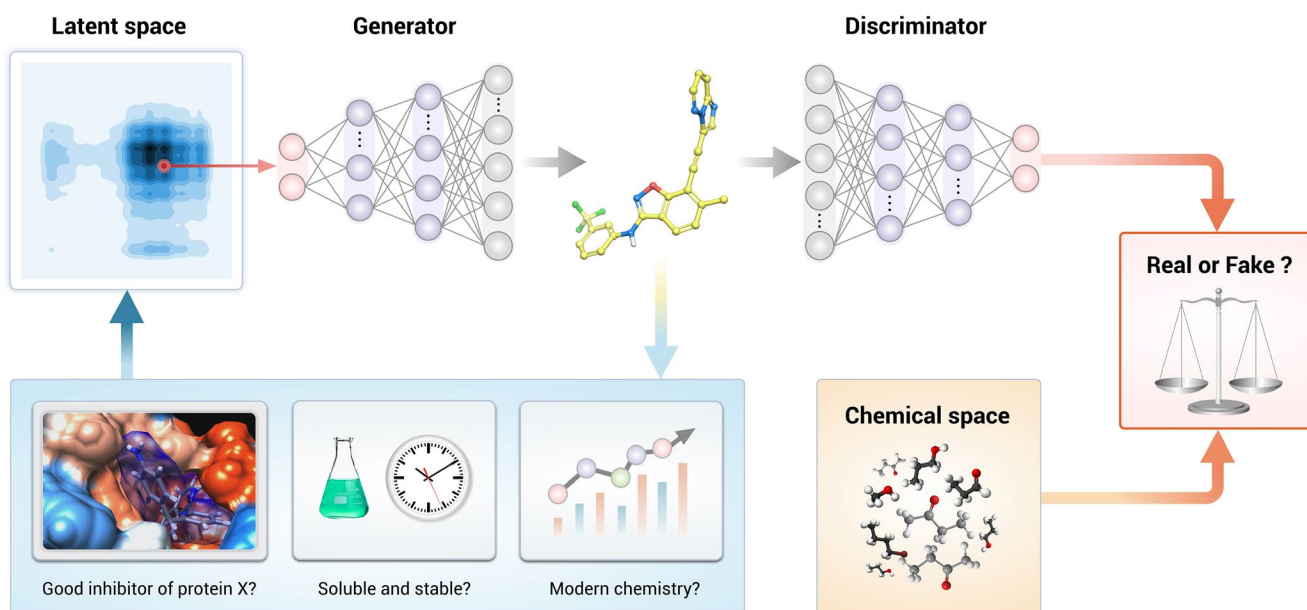 Latent space
Generator
Discriminator
Real or Fake ?
Chemical space
Good inhibitor of protein X?
Soluble and stable?
Modern chemistry?